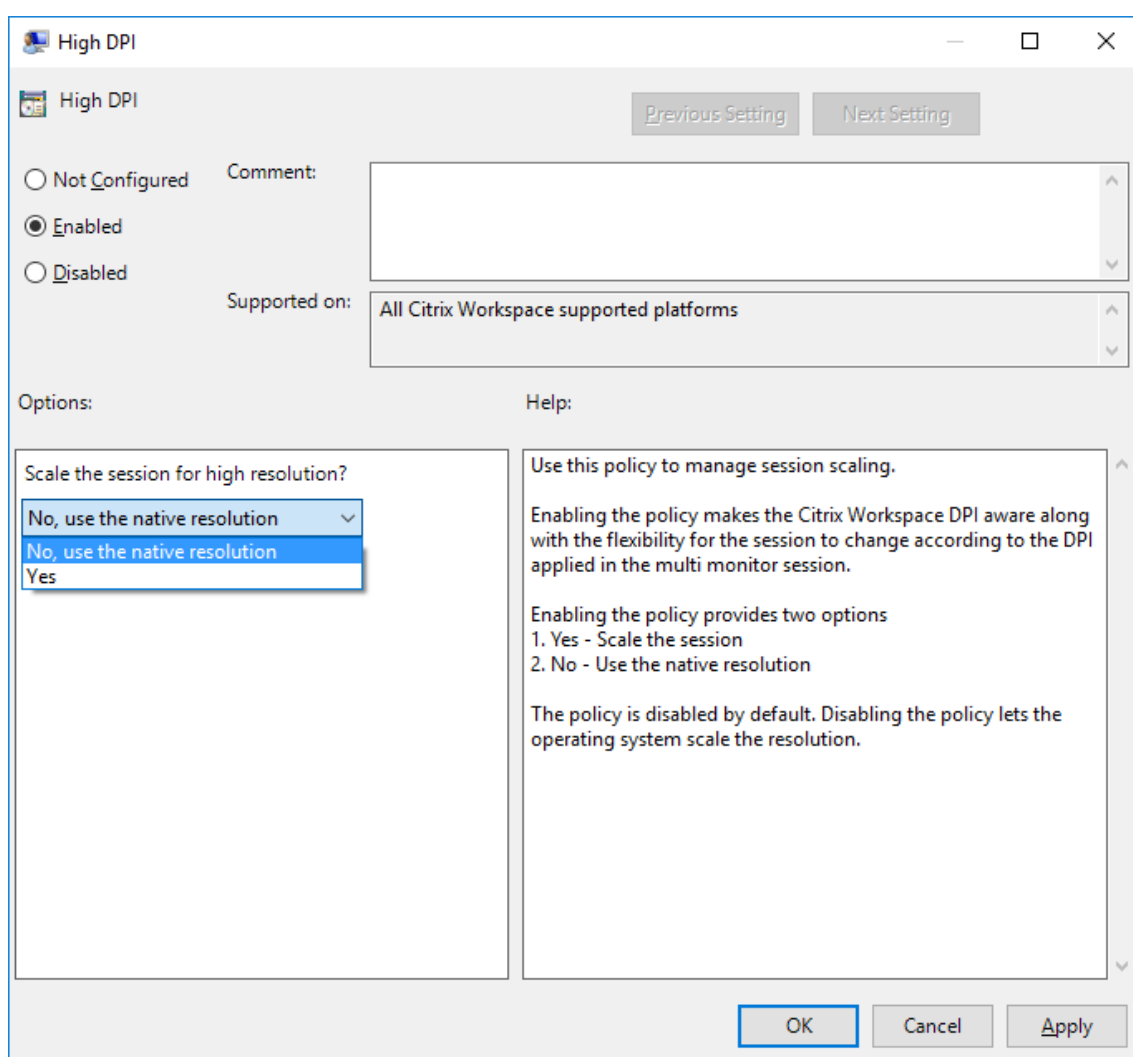 High DPI
High DPI
Previous Setting
Next Setting
Not Configured
Comment:
Enabled
Disabled
Supported on:
All Citrix Workspace supported platforms
Options:
Help:
Scale the session for high resolution?
No, use the native resolution
No, use the native resolution
Yes
Use this policy to manage session scaling.
Enabling the policy makes the Citrix Workspace DPI aware along
with the flexibility for the session to change according to the DPI
applied in the multi monitor session.
Enabling the policy provides two options
1. Yes - Scale the session
2. No - Use the native resolution
The policy is disabled by default. Disabling the policy lets the
operating system scale the resolution.
OK
Cancel
Apply